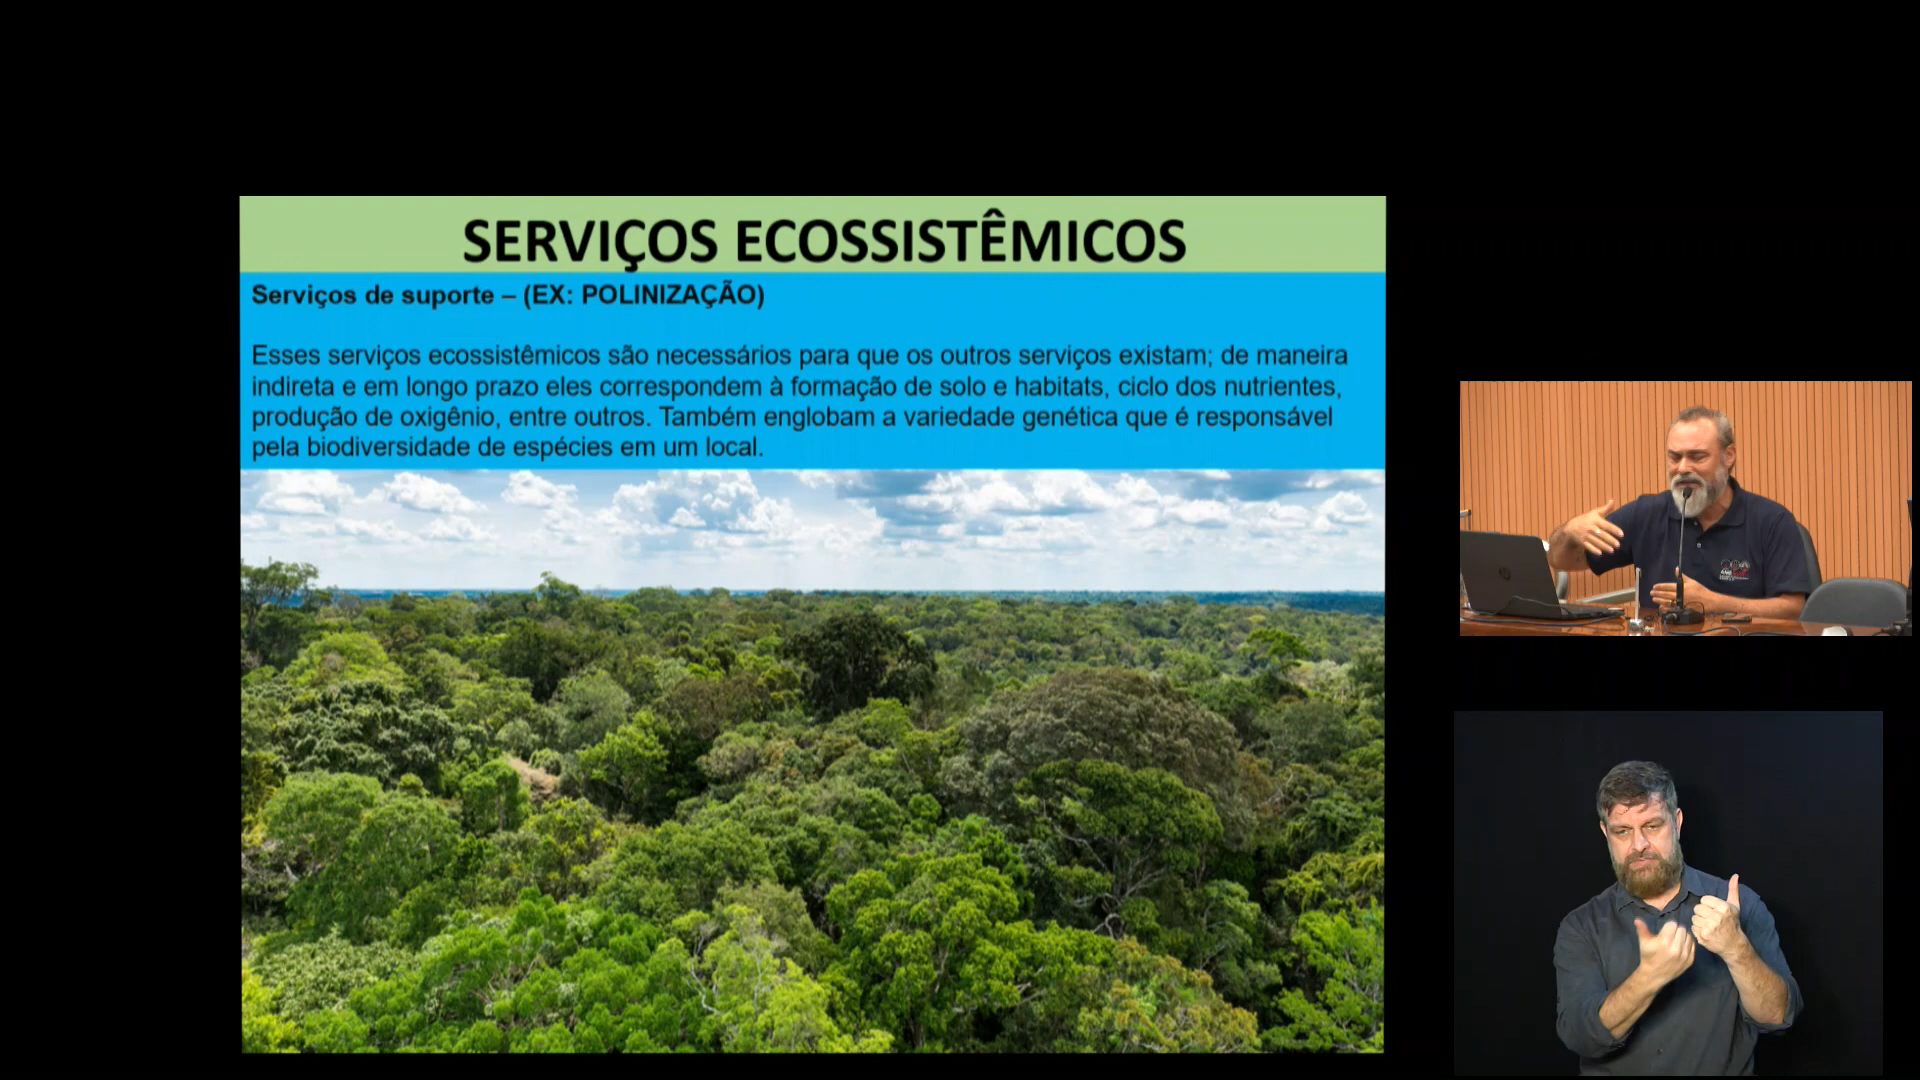 SERVIÇOS ECOSSISTÊMICOS
Serviços de suporte – (EX: POLINIZAÇÃO)
Esses serviços ecossistêmicos são necessários para que os outros serviços existam; de maneira
indireta e em longo prazo eles correspondem à formação de solo e habitats, ciclo dos nutrientes,
produção de oxigênio, entre outros. Também englobam a variedade genética que é responsável
pela biodiversidade de espécies em um local.